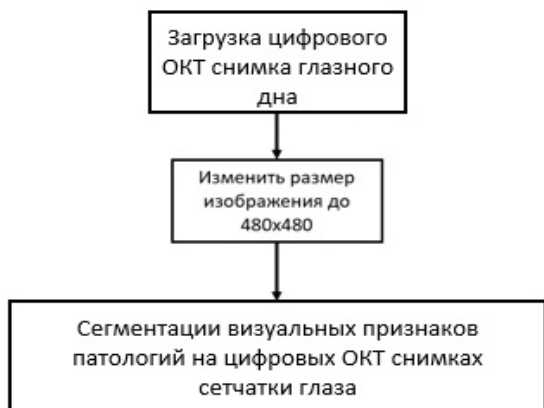 Загрузка цифрового
ОКТ снимка глазного
дна
Изменить размер
изображения до
480x480
Сегментации визуальных признаков
патологий на цифровых ОКТ снимках
сетчатки глаза